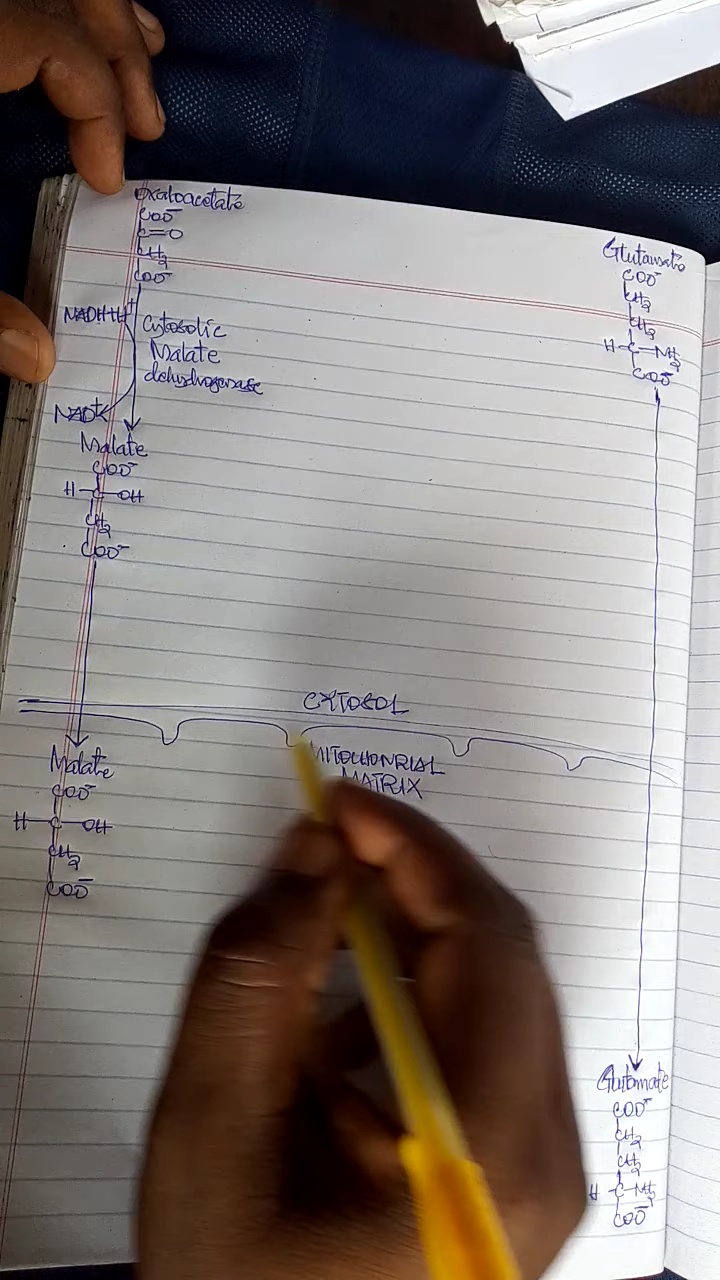 Oxaloacetate
COO⁻
C=O
CH₂
COO⁻
NADH+H⁺
Cytosolic
Malate
dehydrogenase
NAD⁺
Malate
COO⁻
H-C-OH
CH₂
COO⁻
Glutamate
COO⁻
CH₂
CH₂
H-C-NH₂
COO⁻
CYTOSOL
MITOCHONRIAL
MATRIX
Malate
COO⁻
H-C-OH
CH₂
COO⁻
Glutamate
COO⁻
CH₂
CH₂
H-C-NH₂
COO⁻